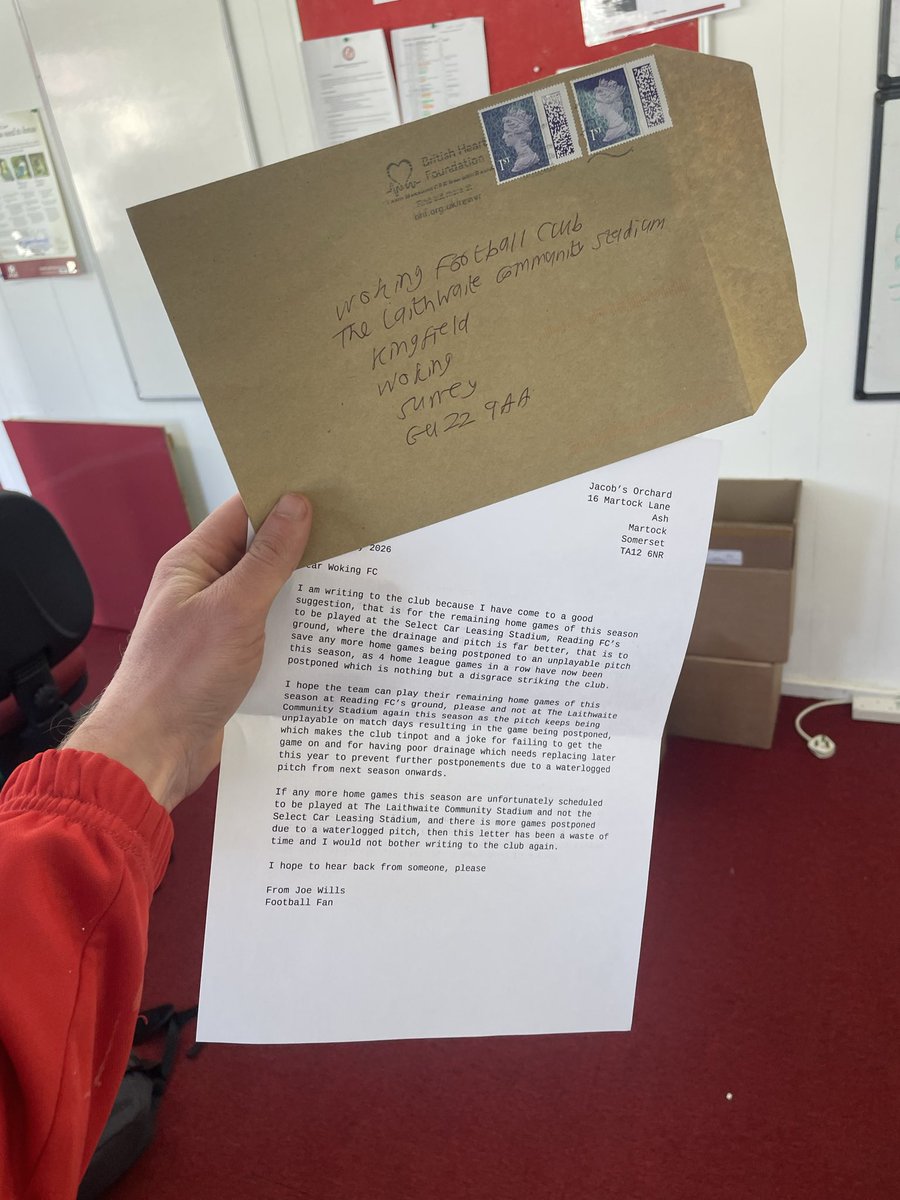 1ST
1ST
British Heart
Foundation
bhf.org.uk/
Woking Football Club
The Laithwaite Community Stadium
Kingfield
Woking
Surrey
GU22 9AA
Jacob's Orchard
16 Martock Lane
Ash
Martock
Somerset
TA12 6NR
2026
Woking FC
I am writing to the club because I have come to a good
suggestion, that is for the remaining home games of this season
to be played at the Select Car Leasing Stadium, Reading FC's
ground, where the drainage and pitch is far better, that is to
save any more home games being postponed to an unplayable pitch
this season, as 4 home league games in a row have now been
postponed which is nothing but a disgrace striking the club.
I hope the team can play their remaining home games of this
season at Reading FC's ground, please and not at The Laithwaite
Community Stadium again this season as the pitch keeps being
unplayable on match days resulting in the game being postponed,
which makes the club tinpot and a joke for failing to get the
game on and for having poor drainage which needs replacing later
this year to prevent further postponements due to a waterlogged
pitch from next season onwards.
If any more home games this season are unfortunately scheduled
to be played at The Laithwaite Community Stadium and not the
Select Car Leasing Stadium, and there is more games postponed
due to a waterlogged pitch, then this letter has been a waste of
time and I would not bother writing to the club again.
I hope to hear back from someone, please
From Joe Wills
Football Fan